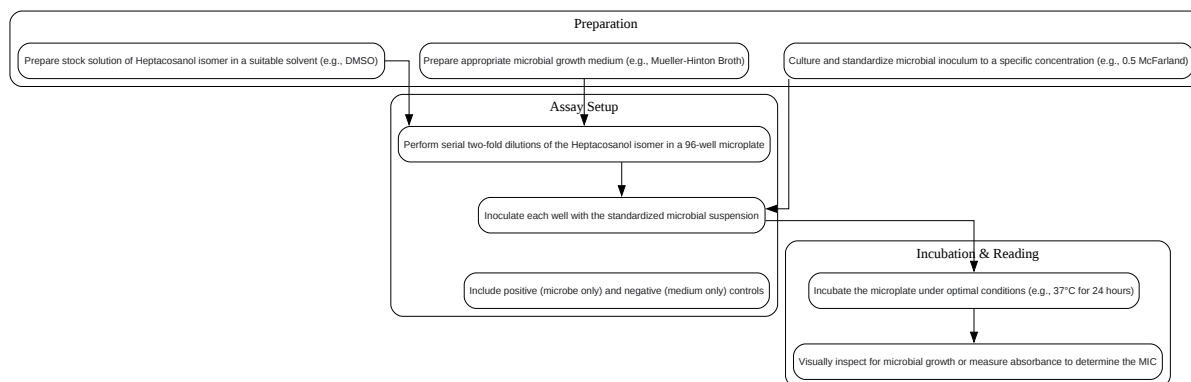 Preparation
Prepare stock solution of Heptacosanol isomer in a suitable solvent (e.g., DMSO)
Prepare appropriate microbial growth medium (e.g., Mueller-Hinton Broth)
Culture and standardize microbial inoculum to a specific concentration (e.g., 0.5 McFarland)
Assay Setup
Perform serial two-fold dilutions of the Heptacosanol isomer in a 96-well microplate
Inoculate each well with the standardized microbial suspension
Include positive (microbe only) and negative (medium only) controls
Incubation & Reading
Incubate the microplate under optimal conditions (e.g., 37°C for 24 hours)
Visually inspect for microbial growth or measure absorbance to determine the MIC